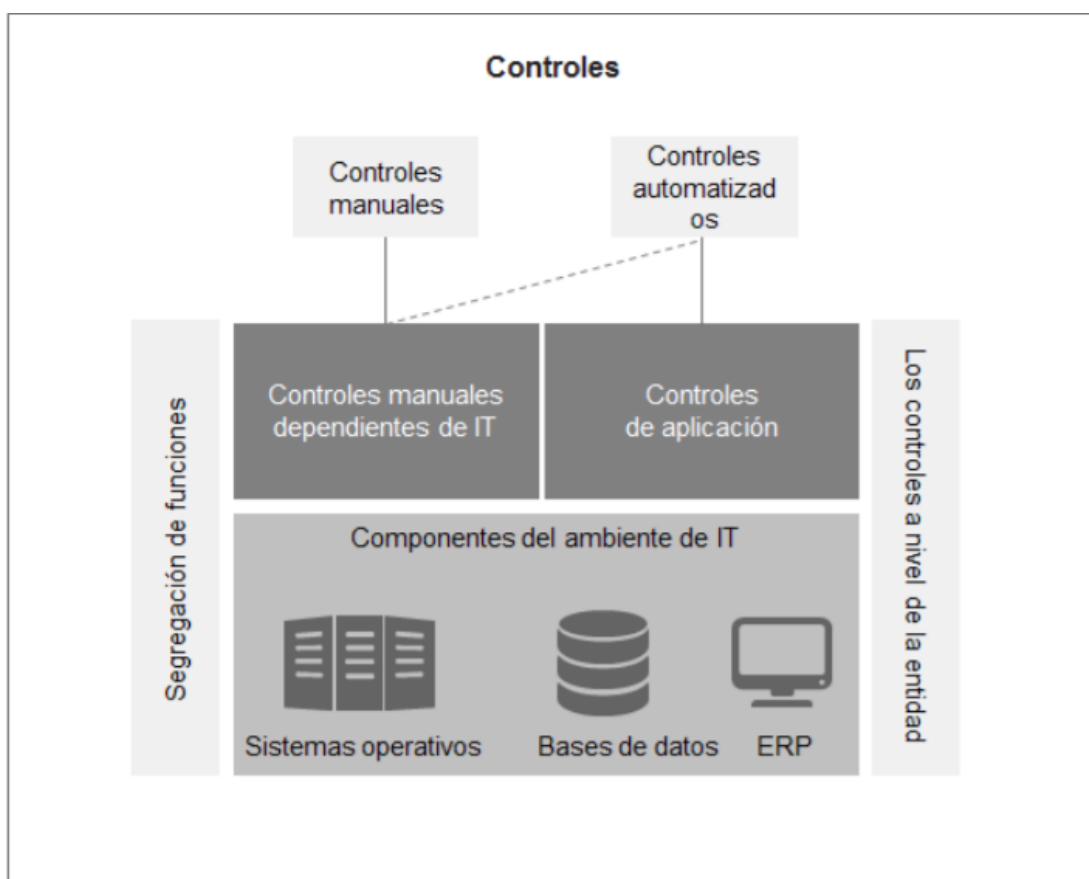 Controles
Controles
manuales
Controles
automatizad
os
Segregación de funciones
Controles manuales
dependientes de IT
Controles
de aplicación
Los controles a nivel de la entidad
Componentes del ambiente de IT
Sistemas operativos
Bases de datos
ERP